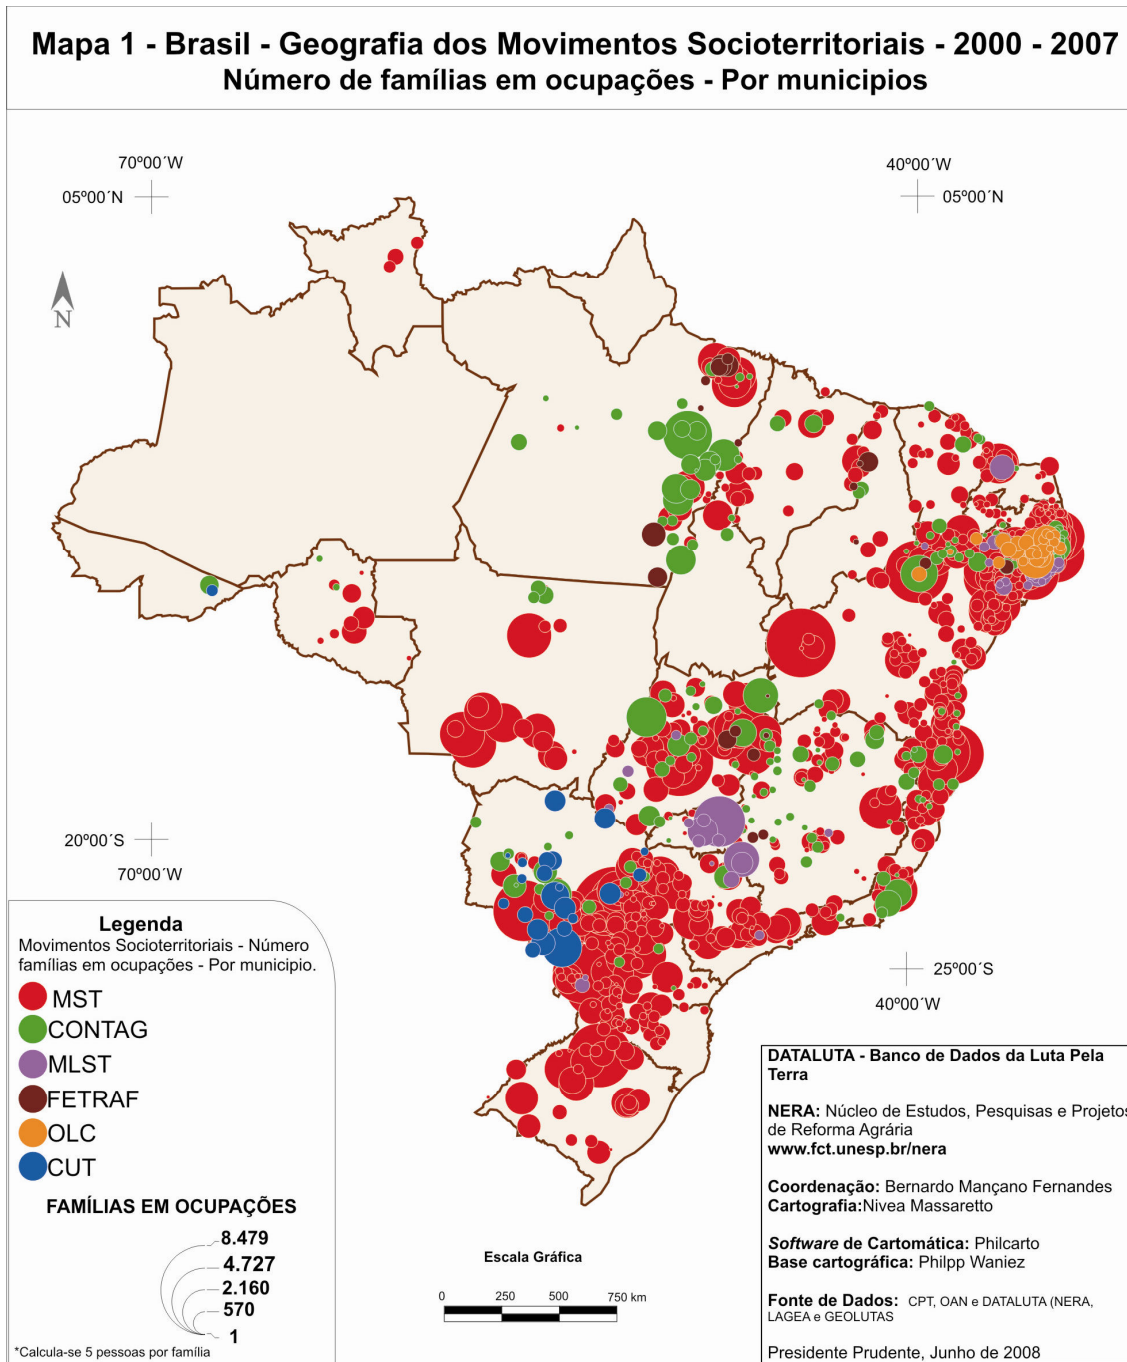 Mapa 1 - Brasil - Geografia dos Movimentos Socioterritoriais - 2000 - 2007
Número de famílias em ocupações - Por municipios
70º00´W
05º00´N
40º00´W
05º00´N
N
20º00´S
70º00´W
25º00´S
40º00´W
Legenda
Movimentos Socioterritoriais - Número
famílias em ocupações - Por municipio.
MST
CONTAG
MLST
FETRAF
OLC
CUT
FAMÍLIAS EM OCUPAÇÕES
8.479
4.727
2.160
570
1
*Calcula-se 5 pessoas por família
Escala Gráfica
0 250 500 750 km
DATALUTA - Banco de Dados da Luta Pela
Terra
NERA: Núcleo de Estudos, Pesquisas e Projetos
de Reforma Agrária
www.fct.unesp.br/nera
Coordenação: Bernardo Mançano Fernandes
Cartografia:Nivea Massaretto
Software de Cartomática: Philcarto
Base cartográfica: Philpp Waniez
Fonte de Dados: CPT, OAN e DATALUTA (NERA,
LAGEA e GEOLUTAS
Presidente Prudente, Junho de 2008